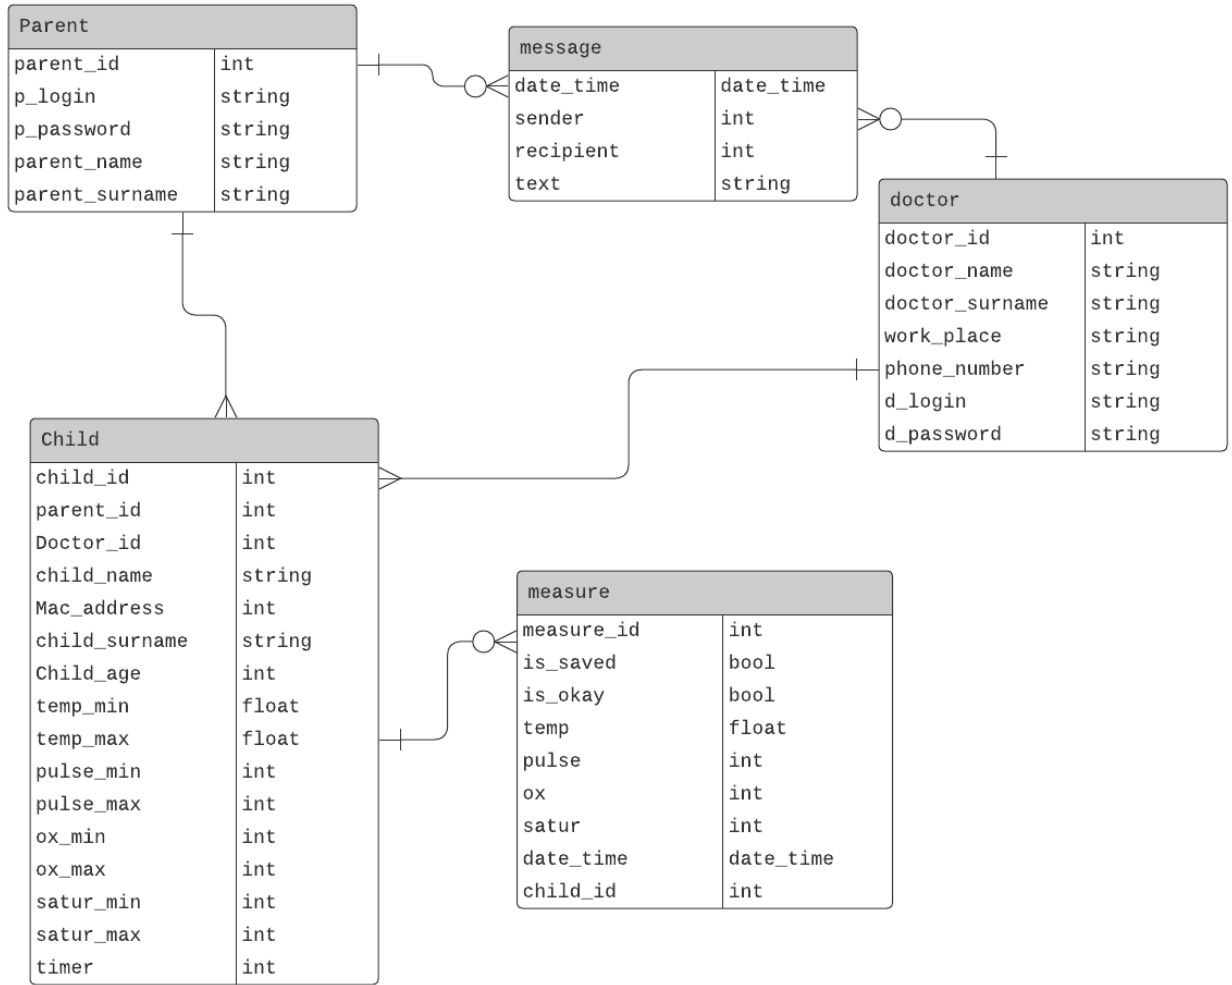 Parent
parent_id int
p_login string
p_password string
parent_name string
parent_surname string
message
date_time date_time
sender int
recipient int
text string
doctor
doctor_id int
doctor_name string
doctor_surname string
work_place string
phone_number string
d_login string
d_password string
Child
child_id int
parent_id int
Doctor_id int
child_name string
Mac_address int
child_surname string
Child_age int
temp_min float
temp_max float
pulse_min int
pulse_max int
ox_min int
ox_max int
satur_min int
satur_max int
timer int
measure
measure_id int
is_saved bool
is_okay bool
temp float
pulse int
ox int
satur int
date_time date_time
child_id int